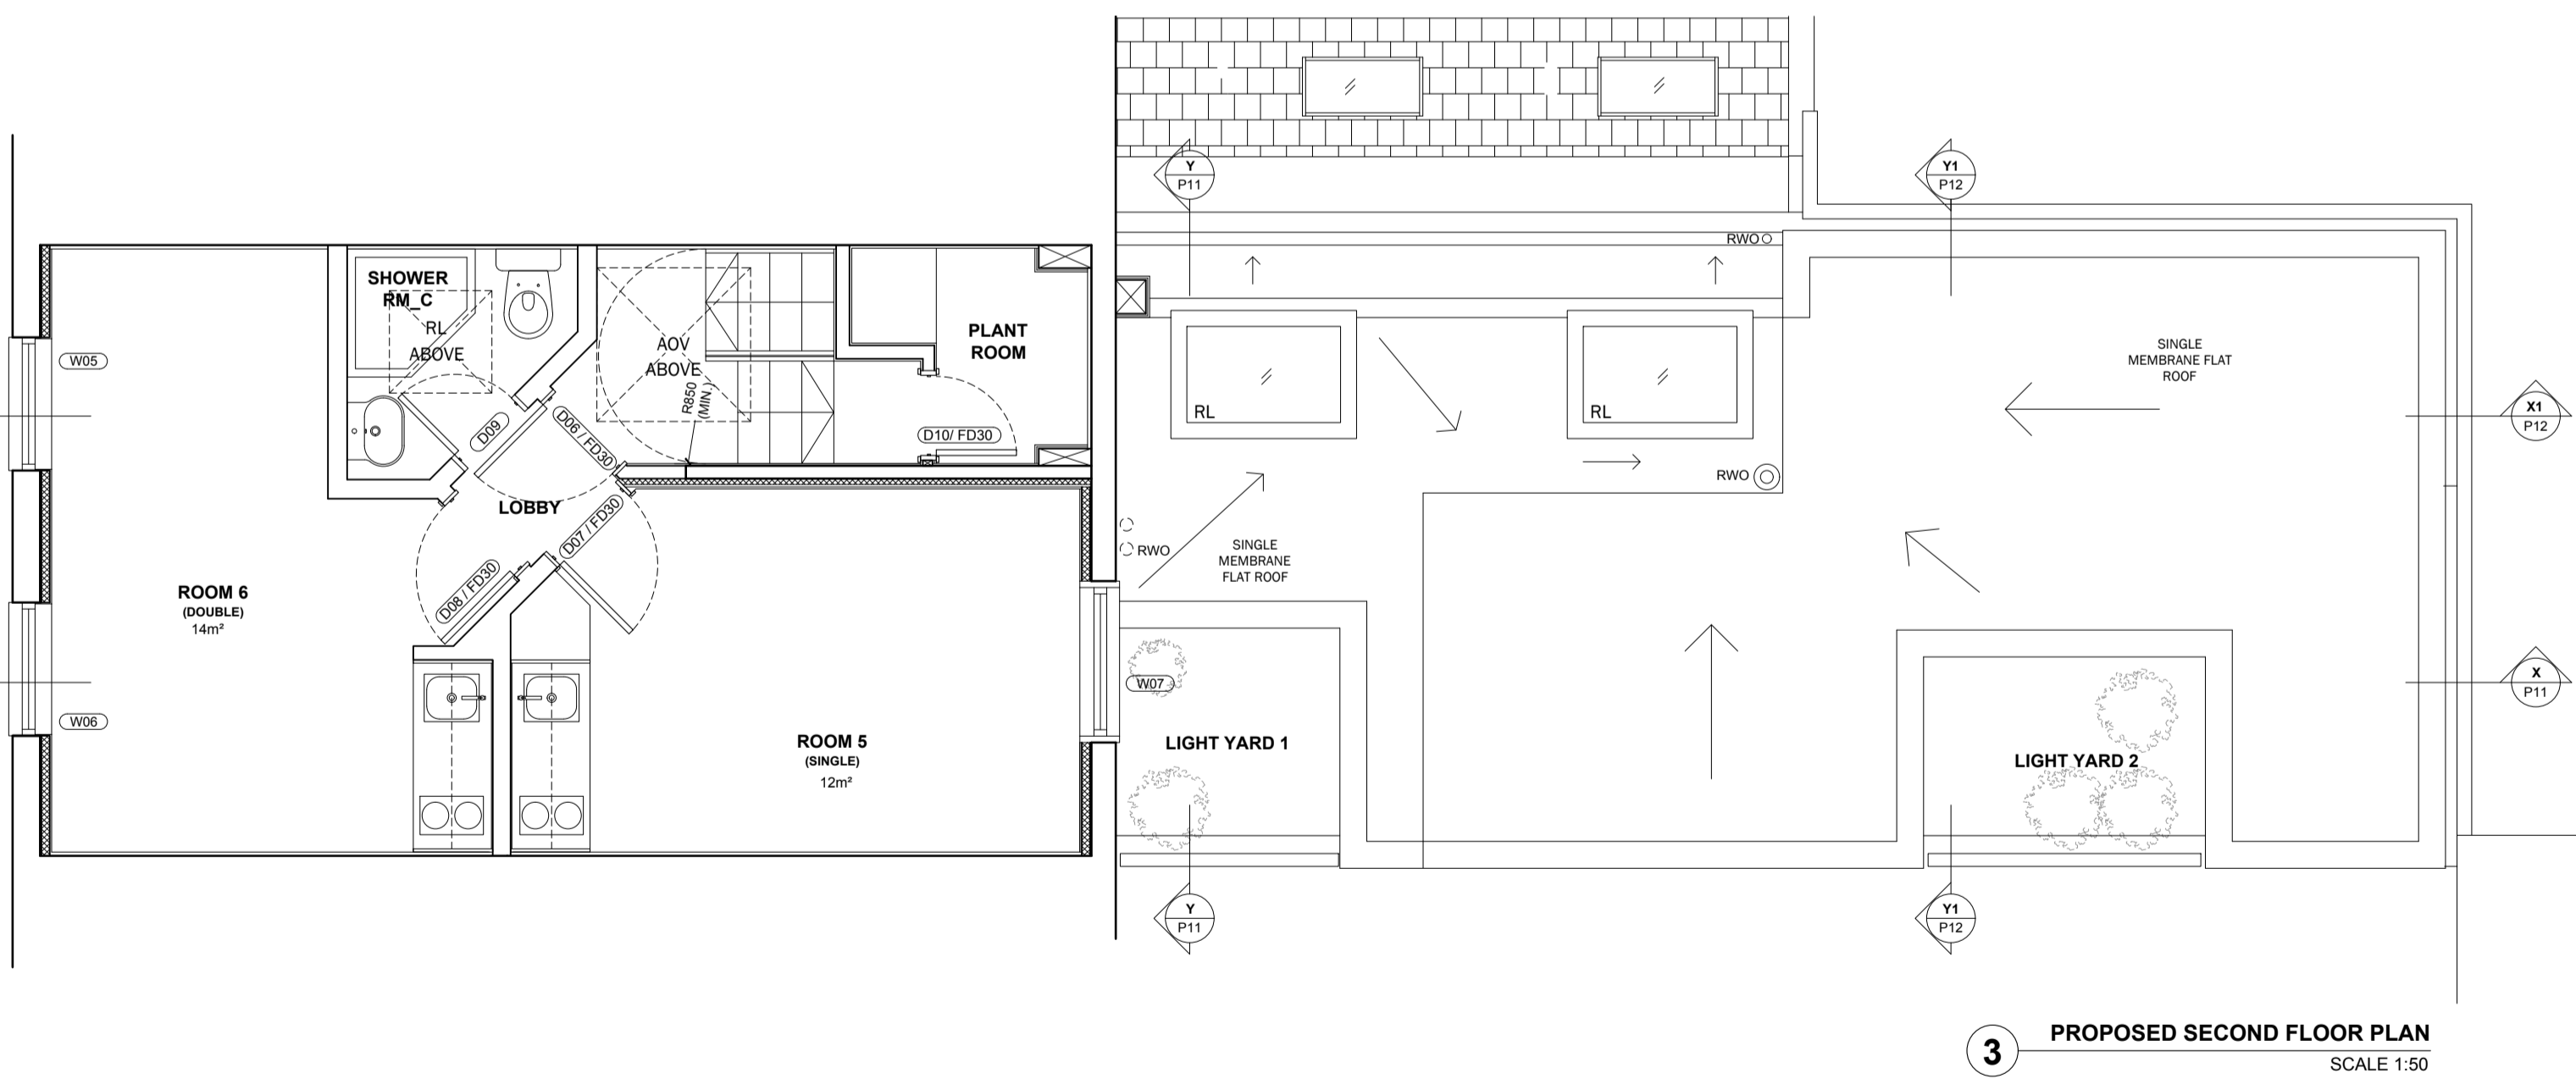 Y
P11
Y1
P12
RWO
SHOWER
RM_C
RL
ABOVE
AOV
ABOVE
R850
(MIN.)
PLANT
ROOM
W05
D09
D06 / FD30
D10/ FD30
RL
RL
SINGLE
MEMBRANE FLAT
ROOF
X1
P12
RWO
LOBBY
D07 / FD30
D08 / FD30
RWO
SINGLE
MEMBRANE
FLAT ROOF
ROOM 6
(DOUBLE)
14m²
W06
ROOM 5
(SINGLE)
12m²
W07
LIGHT YARD 1
LIGHT YARD 2
X
P11
Y
P11
Y1
P12
3
PROPOSED SECOND FLOOR PLAN
SCALE 1:50